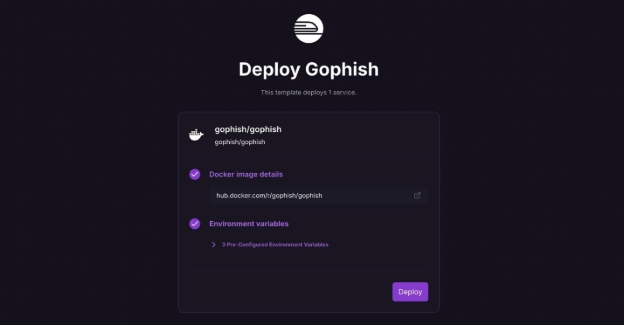 Deploy Gophish
This template deploys 1 service.
gophish/gophish
gophish/gophish
Docker image details
hub.docker.com/r/gophish/gophish
Environment variables
3 Pre-Configured Environment Variables
Deploy